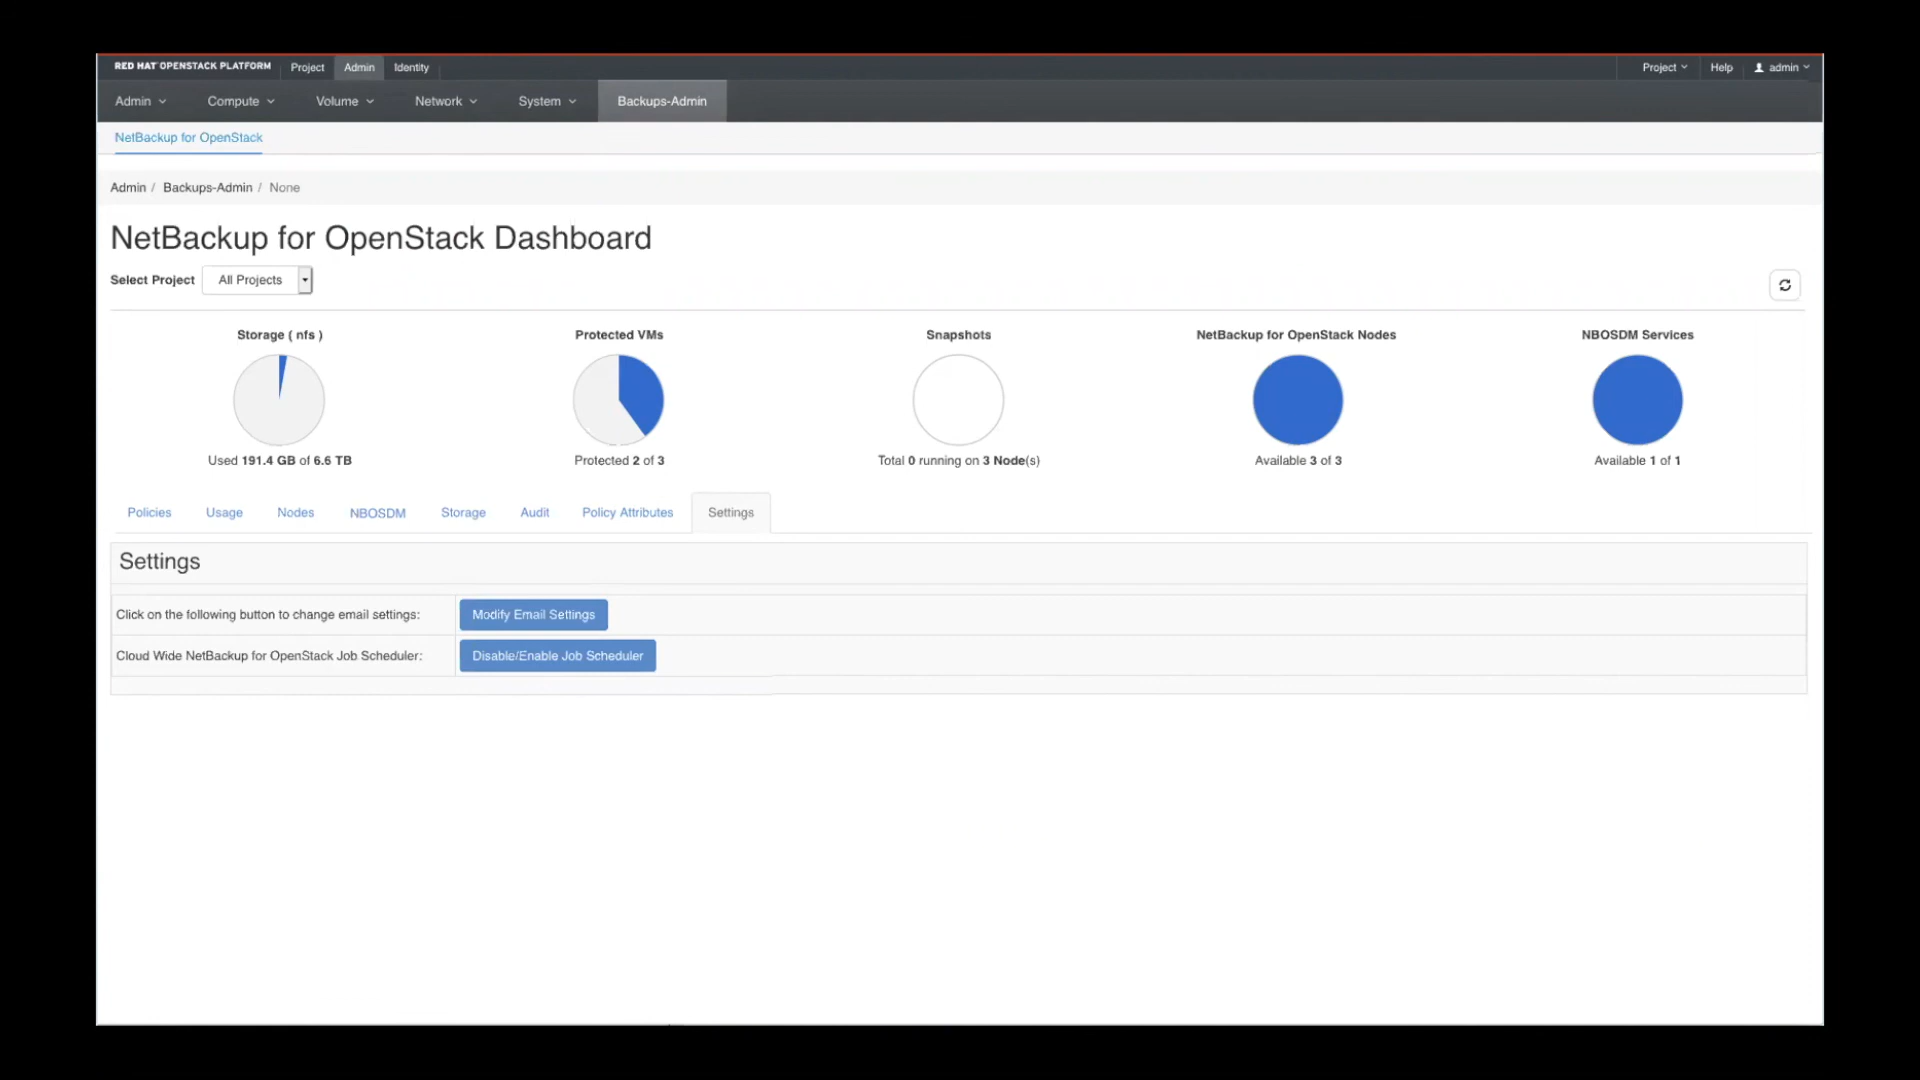 RED HAT OPENSTACK PLATFORM Project Admin Identity Project Help admin
Admin Compute Volume Network System Backups-Admin
NetBackup for OpenStack
Admin / Backups-Admin / None
NetBackup for OpenStack Dashboard
Select Project All Projects
Storage ( nfs ) Protected VMs Snapshots NetBackup for OpenStack Nodes NBOSDM Services
Used 191.4 GB of 6.6 TB Protected 2 of 3 Total 0 running on 3 Node(s) Available 3 of 3 Available 1 of 1
Policies Usage Nodes NBOSDM Storage Audit Policy Attributes Settings
Settings
Click on the following button to change email settings: Modify Email Settings
Cloud Wide NetBackup for OpenStack Job Scheduler: Disable/Enable Job Scheduler